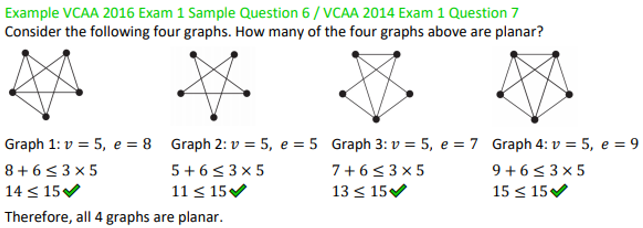 Example VCAA 2016 Exam 1 Sample Question 6 / VCAA 2014 Exam 1 Question 7
Consider the following four graphs. How many of the four graphs above are planar?
Graph 1: v = 5, e = 8 Graph 2: v = 5, e = 5 Graph 3: v = 5, e = 7 Graph 4: v = 5, e = 9
8 + 6 ≤ 3 × 5 5 + 6 ≤ 3 × 5 7 + 6 ≤ 3 × 5 9 + 6 ≤ 3 × 5
14 ≤ 15✔ 11 ≤ 15✔ 13 ≤ 15✔ 15 ≤ 15✔
Therefore, all 4 graphs are planar.